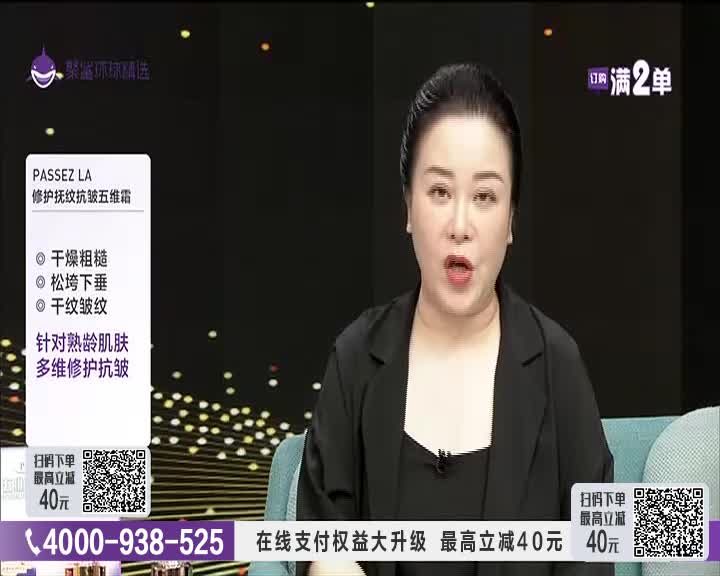 聚鲨环球精选
订购满2单
PASSEZ LA
修护抚纹抗皱五维霜
◎ 干燥粗糙
◎ 松垮下垂
◎ 干纹皱纹
针对熟龄肌肤
多维修护抗皱
扫码下单
最高立减
40元
扫码下单
最高立减
40元
4000-938-525
在线支付权益大升级 最高立减40元